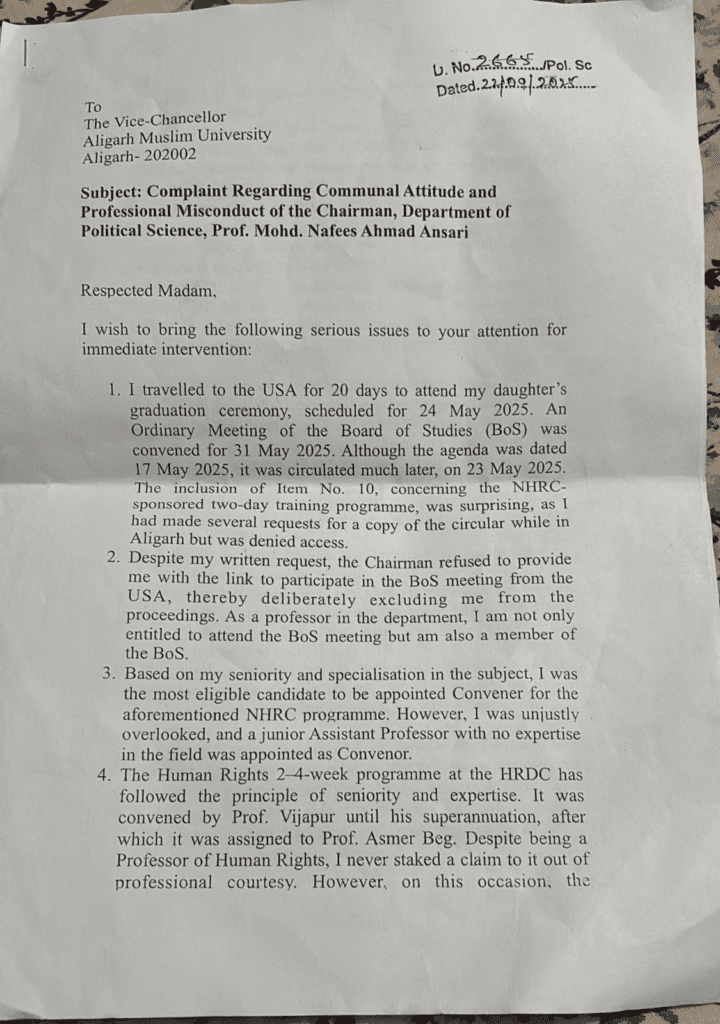 D. No.2665/Pol. Sc
Dated.22/09/2025
To
The Vice-Chancellor
Aligarh Muslim University
Aligarh- 202002
Subject: Complaint Regarding Communal Attitude and
Professional Misconduct of the Chairman, Department of
Political Science, Prof. Mohd. Nafees Ahmad Ansari
Respected Madam,
I wish to bring the following serious issues to your attention for
immediate intervention:
1. I travelled to the USA for 20 days to attend my daughter's
graduation ceremony, scheduled for 24 May 2025. An
Ordinary Meeting of the Board of Studies (BoS) was
convened for 31 May 2025. Although the agenda was dated
17 May 2025, it was circulated much later, on 23 May 2025.
The inclusion of Item No. 10, concerning the NHRC-
sponsored two-day training programme, was surprising, as I
had made several requests for a copy of the circular while in
Aligarh but was denied access.
2. Despite my written request, the Chairman refused to provide
me with the link to participate in the BoS meeting from the
USA, thereby deliberately excluding me from the
proceedings. As a professor in the department, I am not only
entitled to attend the BoS meeting but am also a member of
the BoS.
3. Based on my seniority and specialisation in the subject, I was
the most eligible candidate to be appointed Convener for the
aforementioned NHRC programme. However, I was unjustly
overlooked, and a junior Assistant Professor with no expertise
in the field was appointed as Convenor.
4. The Human Rights 2–4-week programme at the HRDC has
followed the principle of seniority and expertise. It was
convened by Prof. Vijapur until his superannuation, after
which it was assigned to Prof. Asmer Beg. Despite being a
Professor of Human Rights, I never staked a claim to it out of
professional courtesy. However, on this occasion, the